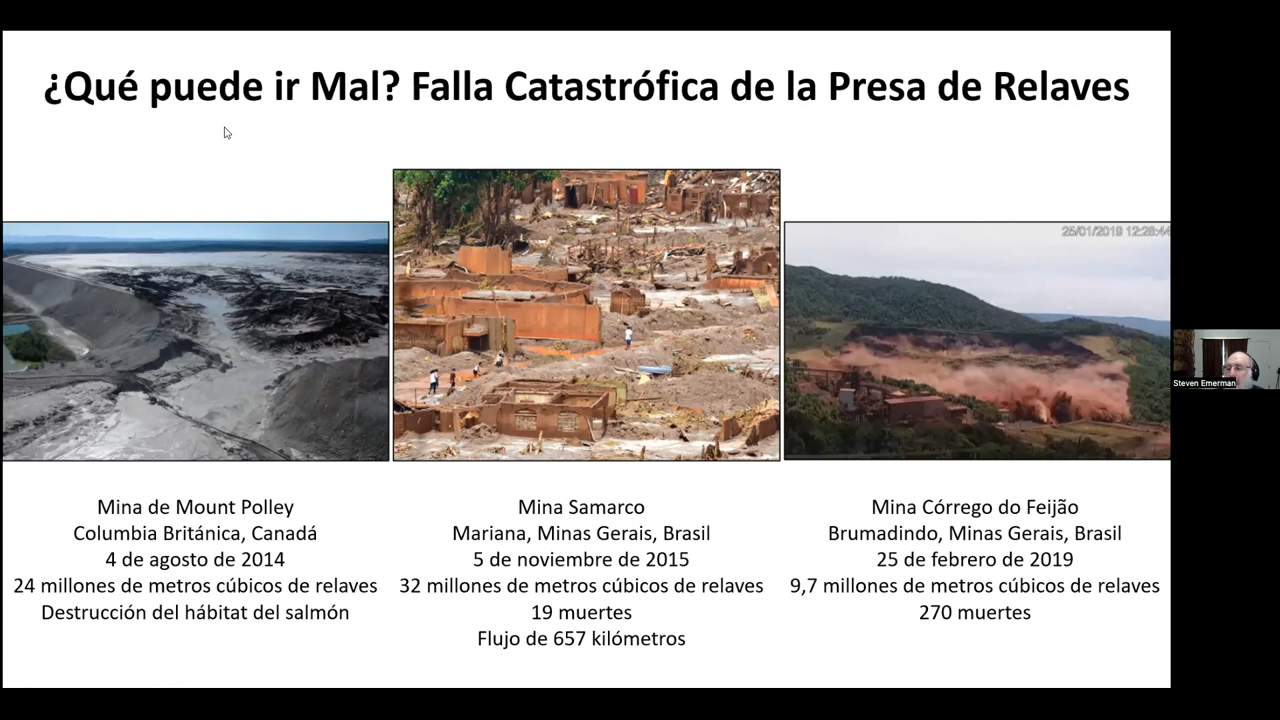 ¿Qué puede ir Mal? Falla Catastrófica de la Presa de Relaves
25/01/2019 12:28:44
Mina de Mount Polley
Columbia Británica, Canadá
4 de agosto de 2014
24 millones de metros cúbicos de relaves
Destrucción del hábitat del salmón
Mina Samarco
Mariana, Minas Gerais, Brasil
5 de noviembre de 2015
32 millones de metros cúbicos de relaves
19 muertes
Flujo de 657 kilómetros
Mina Córrego do Feijão
Brumadindo, Minas Gerais, Brasil
25 de febrero de 2019
9,7 millones de metros cúbicos de relaves
270 muertes
Steven Emerman